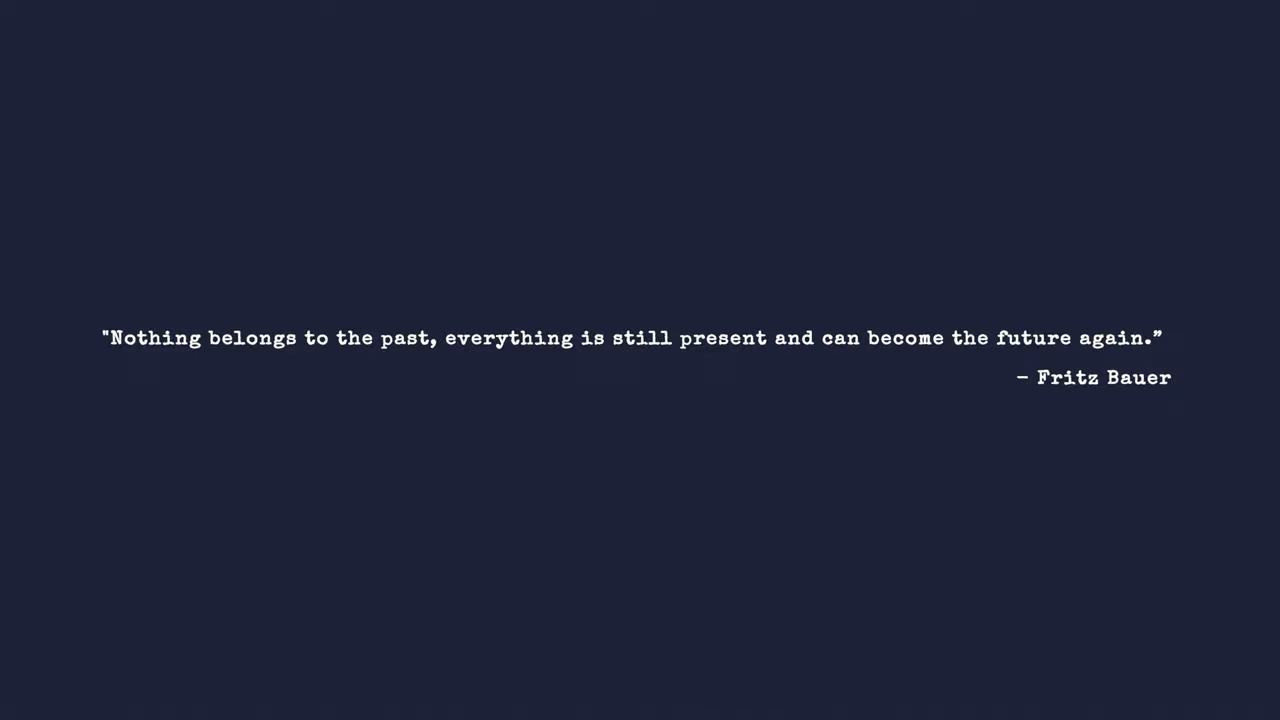 "Nothing belongs to the past, everything is still present and can become the future again.”
– Fritz Bauer